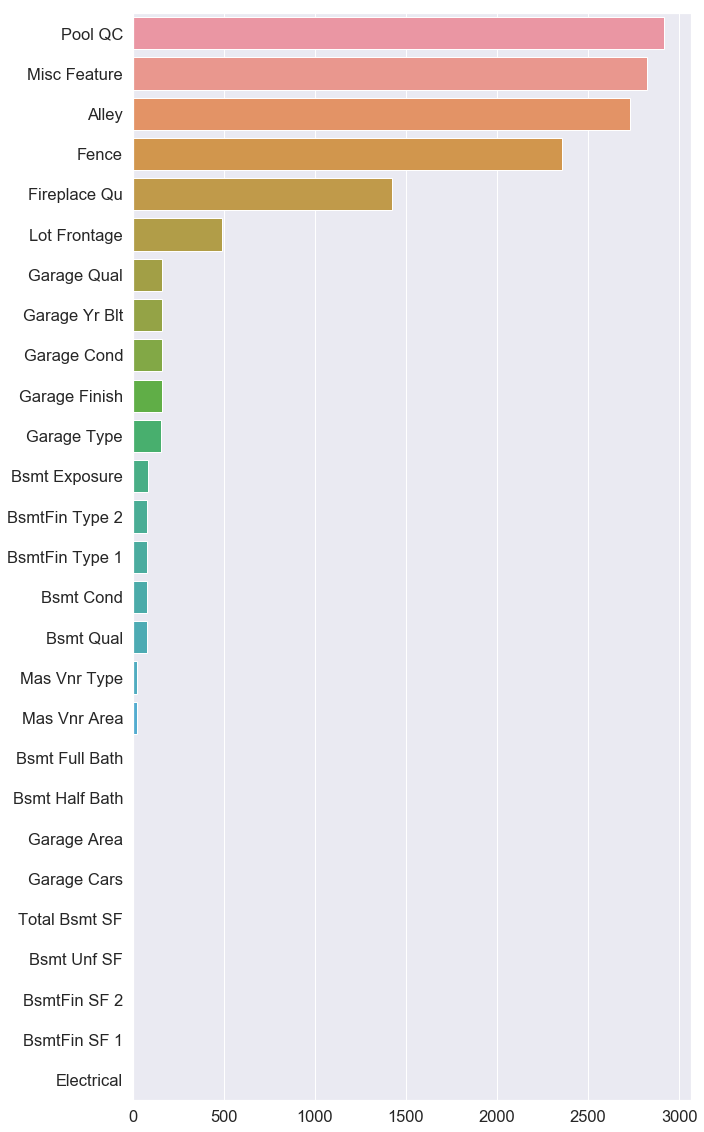 Pool QC
Misc Feature
Alley
Fence
Fireplace Qu
Lot Frontage
Garage Qual
Garage Yr Blt
Garage Cond
Garage Finish
Garage Type
Bsmt Exposure
BsmtFin Type 2
BsmtFin Type 1
Bsmt Cond
Bsmt Qual
Mas Vnr Type
Mas Vnr Area
Bsmt Full Bath
Bsmt Half Bath
Garage Area
Garage Cars
Total Bsmt SF
Bsmt Unf SF
BsmtFin SF 2
BsmtFin SF 1
Electrical
0 500 1000 1500 2000 2500 3000